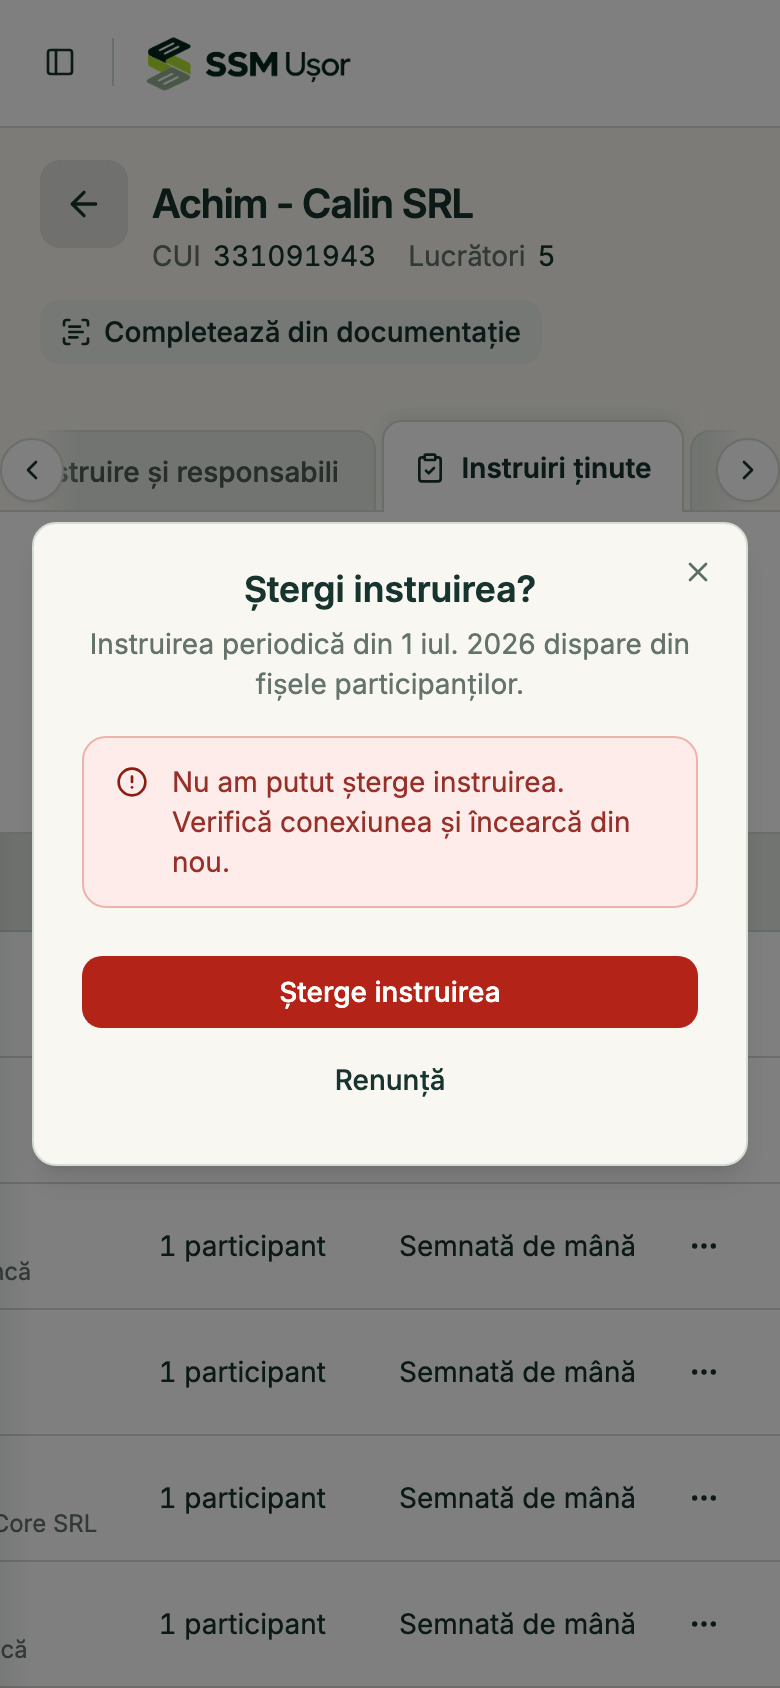 SSM Ușor
Achim - Calin SRL
CUI 331091943 Lucrători 5
Completează din documentație
struire și responsabili
Instruiri ținute
Ștergi instruirea?
Instruirea periodică din 1 iul. 2026 dispare din
fișele participanților.
Nu am putut șterge instruirea.
Verifică conexiunea și încearcă din
nou.
Șterge instruirea
Renunță
1 participant Semnată de mână
că
1 participant Semnată de mână
1 participant Semnată de mână
Core SRL
1 participant Semnată de mână
că